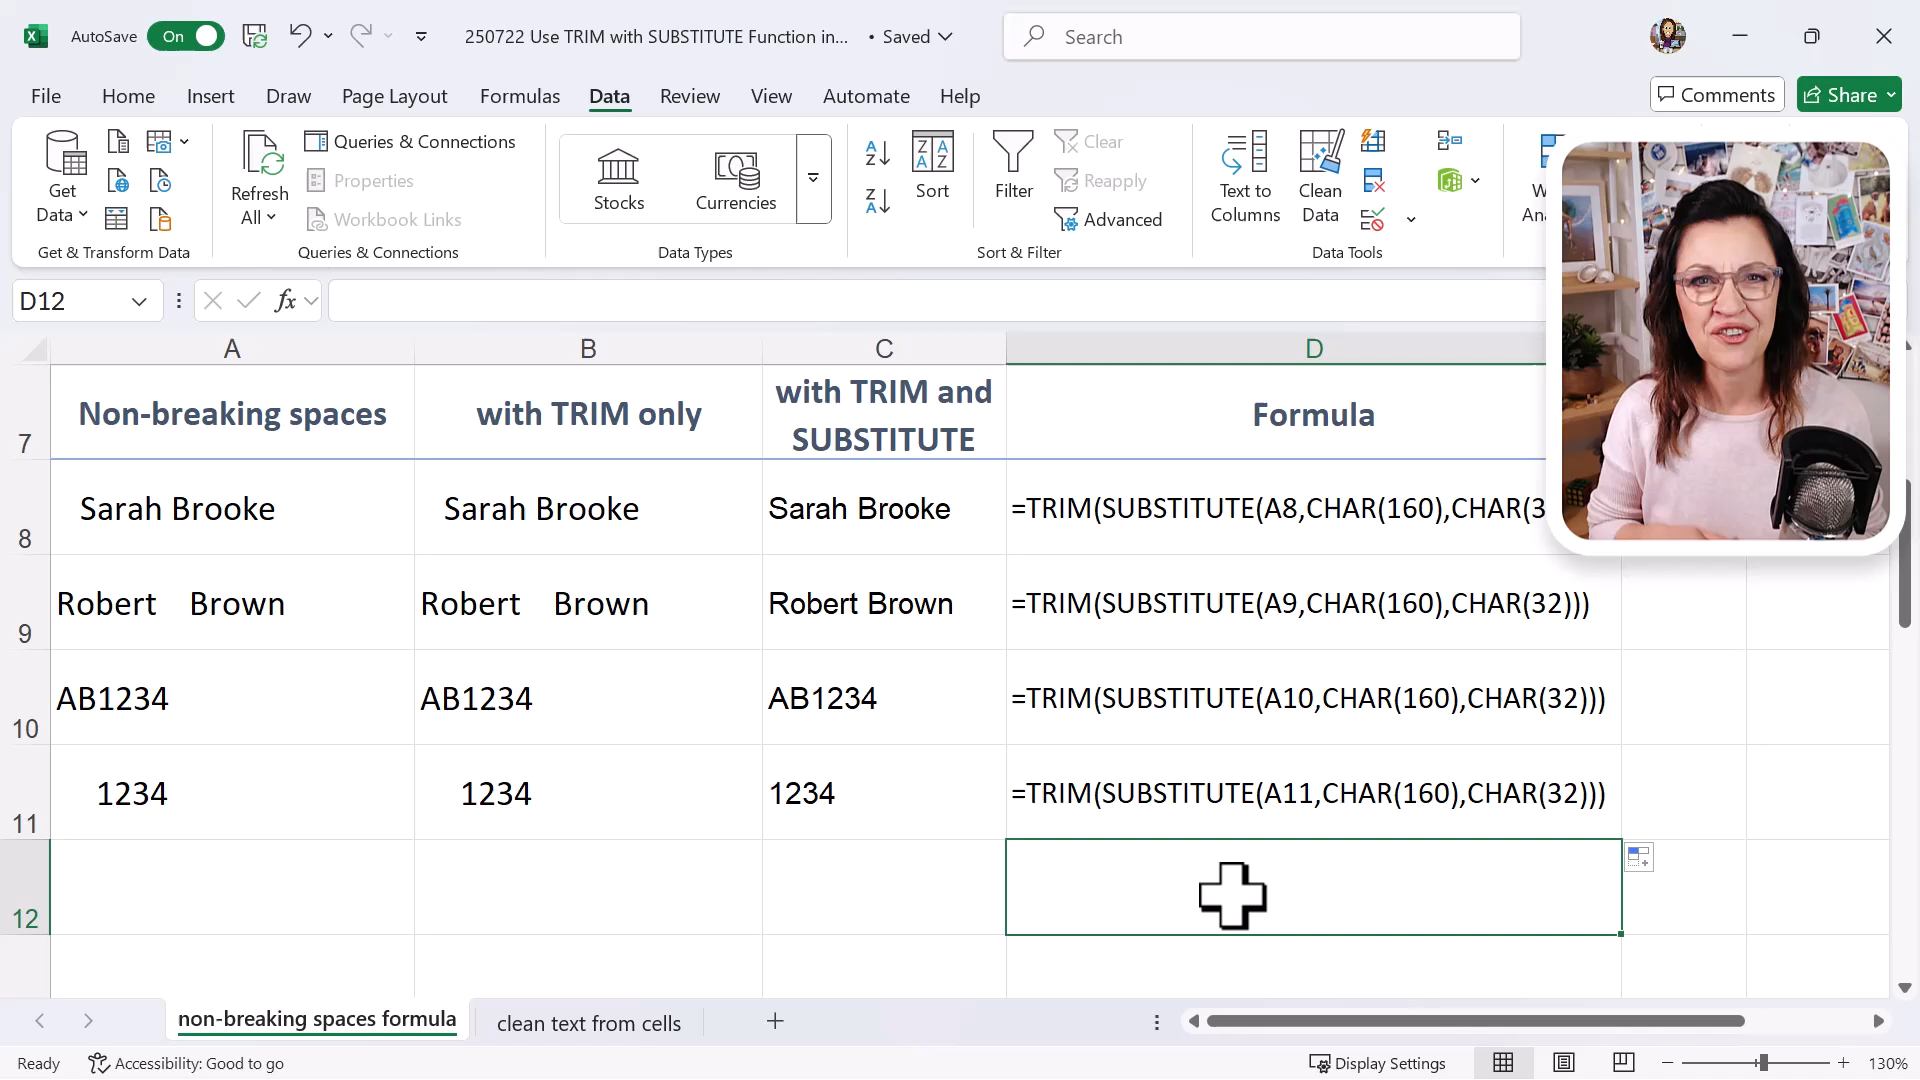 AutoSave On 250722 Use TRIM with SUBSTITUTE Function in... • Saved Search
File Home Insert Draw Page Layout Formulas Data Review View Automate Help Comments Share
Get Data
Refresh All
Queries & Connections
Properties
Workbook Links
Stocks Currencies
Sort
Filter
Clear
Reapply
Advanced
Text to Columns
Clean Data
Get & Transform Data Queries & Connections Data Types Sort & Filter Data Tools
D12 fx
A B C D
7 Non-breaking spaces with TRIM only with TRIM and SUBSTITUTE Formula
8 Sarah Brooke Sarah Brooke Sarah Brooke =TRIM(SUBSTITUTE(A8,CHAR(160),CHAR(3
9 Robert Brown Robert Brown Robert Brown =TRIM(SUBSTITUTE(A9,CHAR(160),CHAR(32)))
10 AB1234 AB1234 AB1234 =TRIM(SUBSTITUTE(A10,CHAR(160),CHAR(32)))
11 1234 1234 1234 =TRIM(SUBSTITUTE(A11,CHAR(160),CHAR(32)))
12
non-breaking spaces formula clean text from cells
Ready Accessibility: Good to go Display Settings 130%